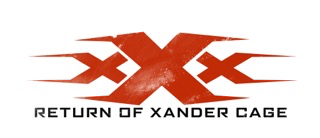 xXx
RETURN OF XANDER CAGE